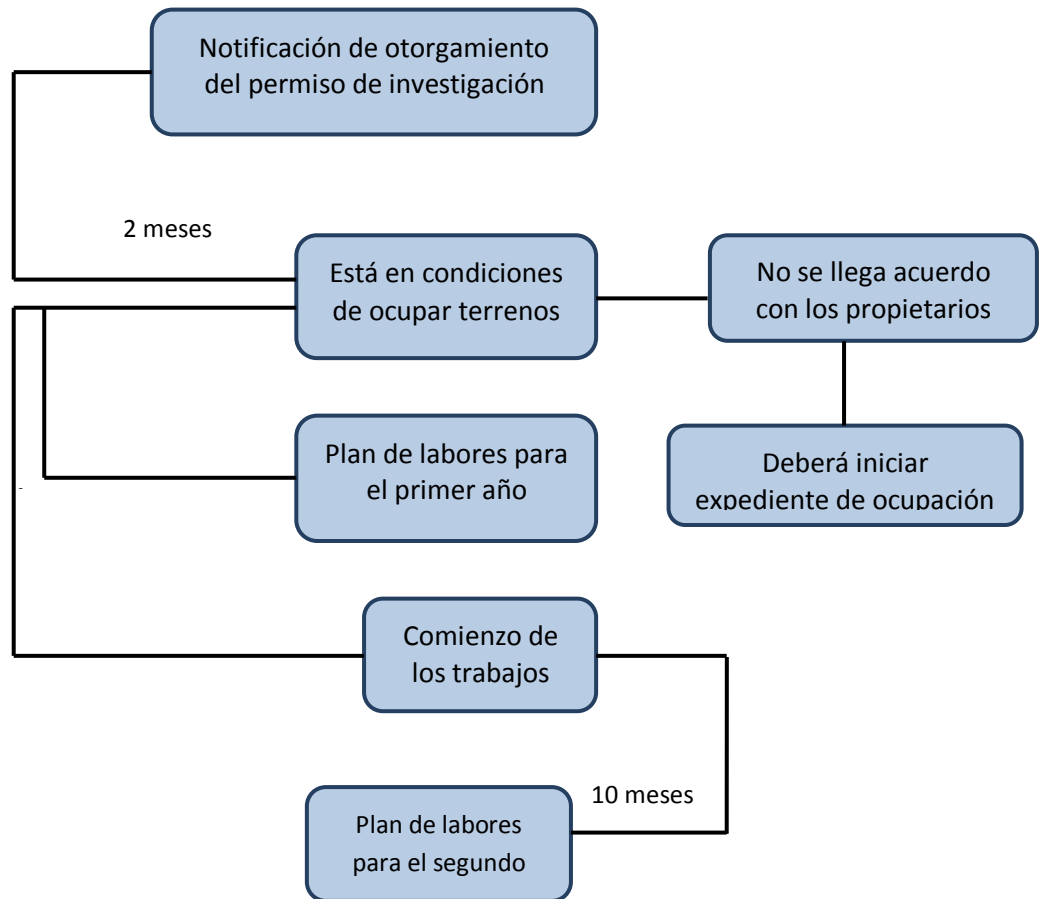 Notificación de otorgamiento
del permiso de investigación
2 meses
Está en condiciones
de ocupar terrenos
No se llega acuerdo
con los propietarios
Plan de labores para
el primer año
Deberá iniciar
expediente de ocupación
Comienzo de
los trabajos
10 meses
Plan de labores
para el segundo